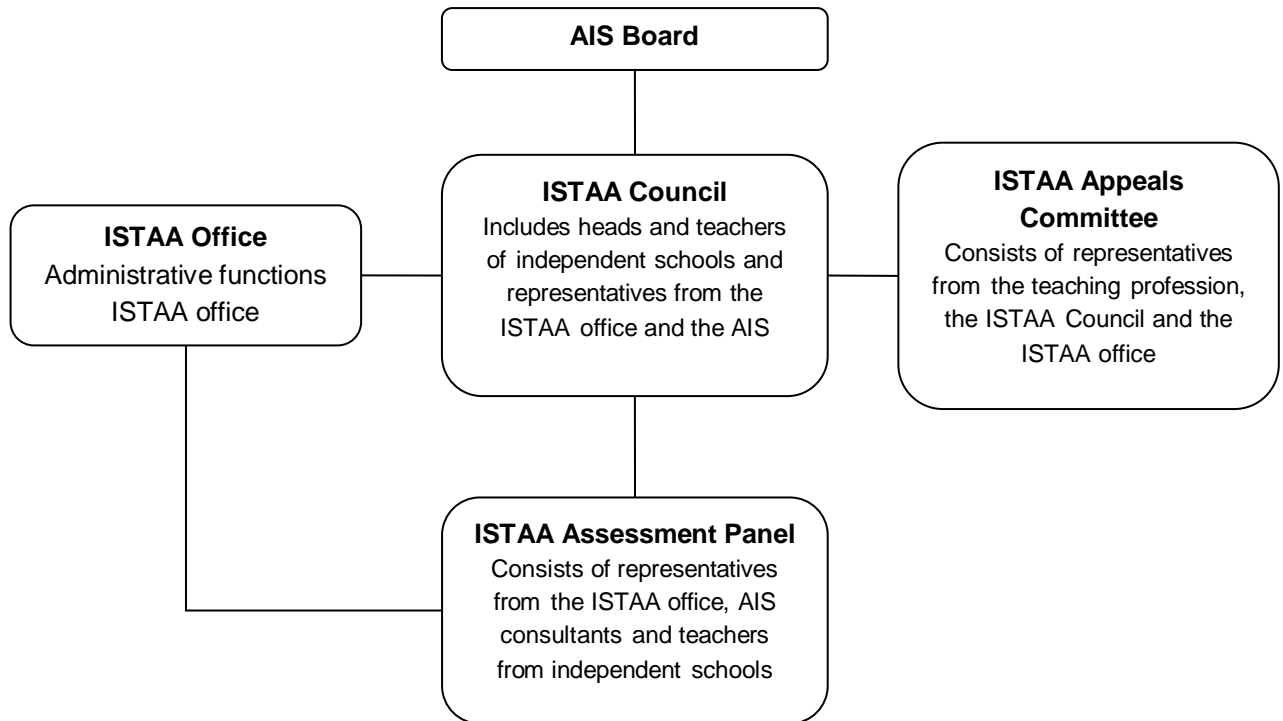 AIS Board
ISTAA Council
Includes heads and teachers
of independent schools and
representatives from the
ISTAA office and the AIS
ISTAA Appeals
Committee
Consists of representatives
from the teaching profession,
the ISTAA Council and the
ISTAA office
ISTAA Office
Administrative functions
ISTAA office
ISTAA Assessment Panel
Consists of representatives
from the ISTAA office, AIS
consultants and teachers
from independent schools